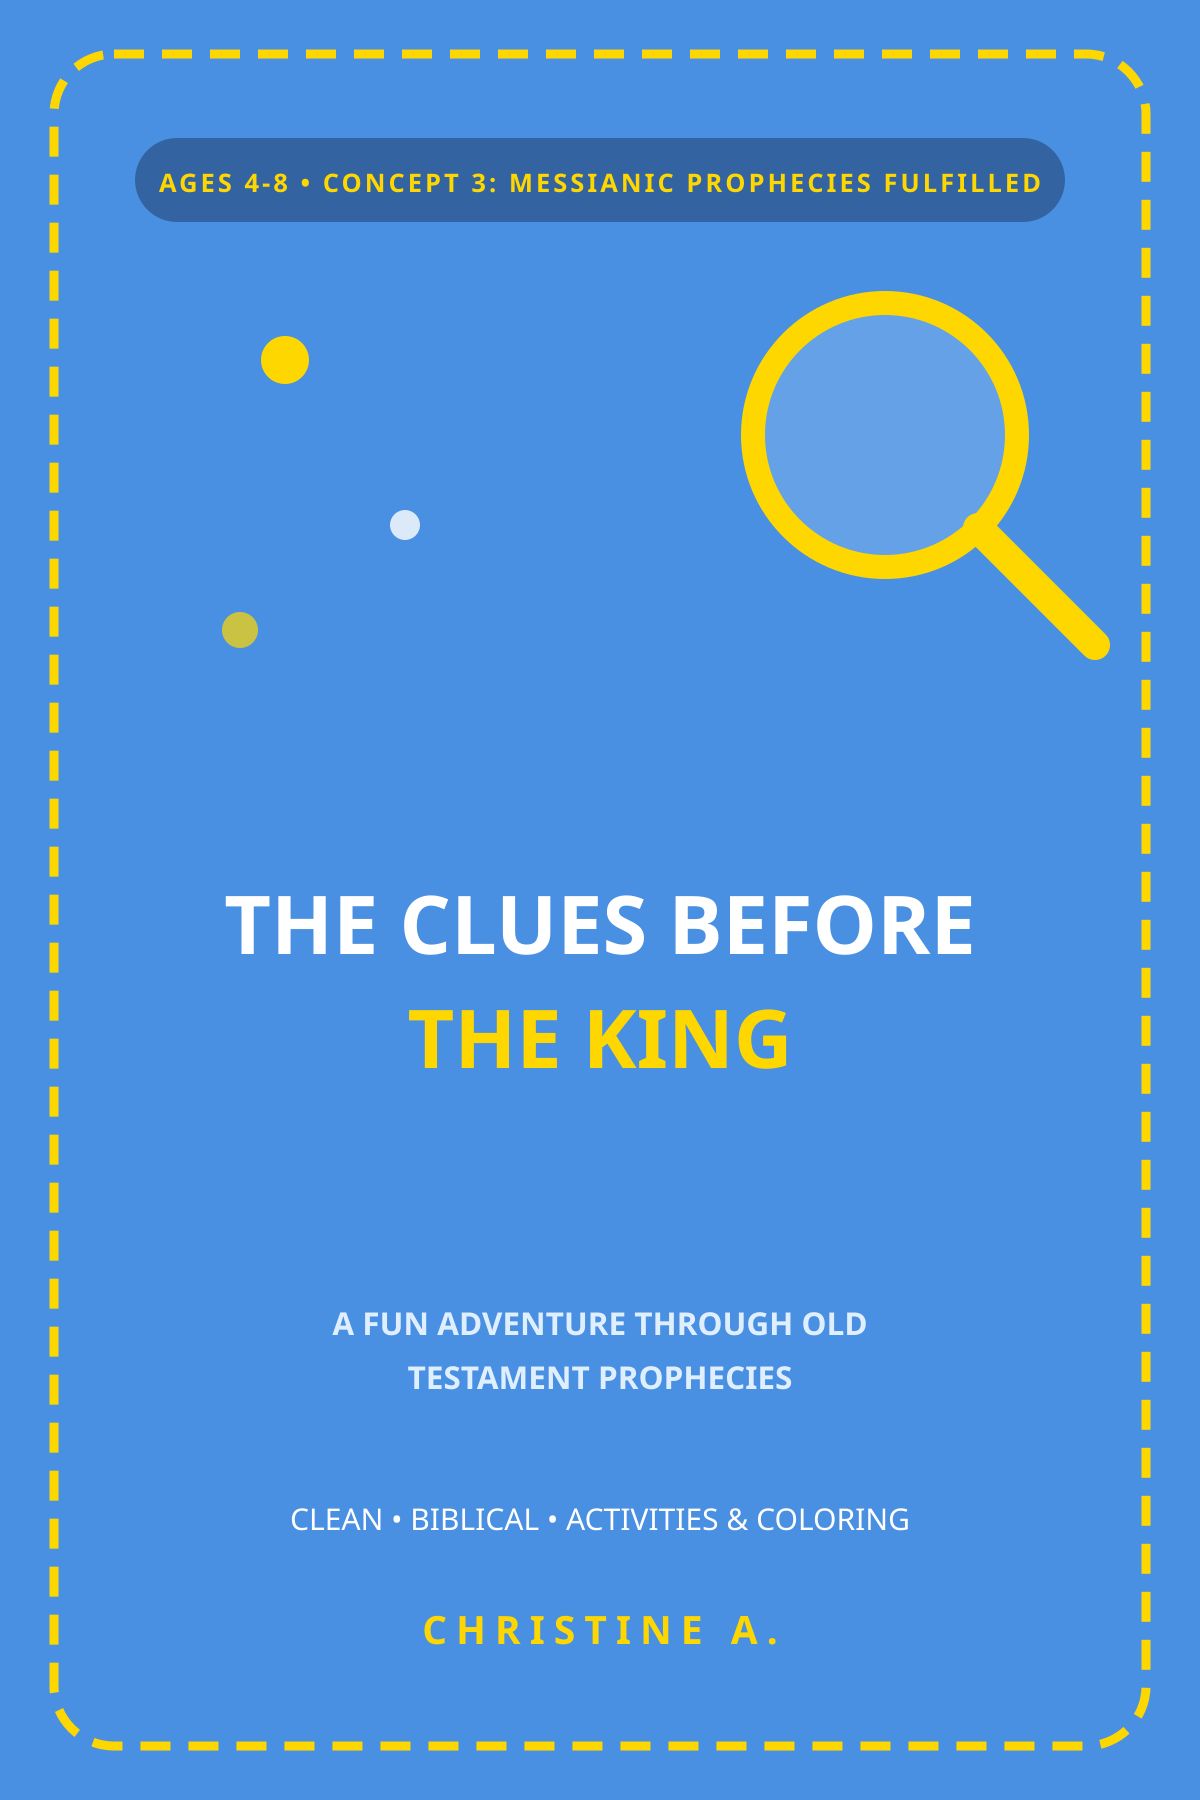 AGES 4-8 • CONCEPT 3: MESSIANIC PROPHECIES FULFILLED
THE CLUES BEFORE
THE KING
A FUN ADVENTURE THROUGH OLD
TESTAMENT PROPHECIES
CLEAN • BIBLICAL • ACTIVITIES & COLORING
CHRISTINE A.